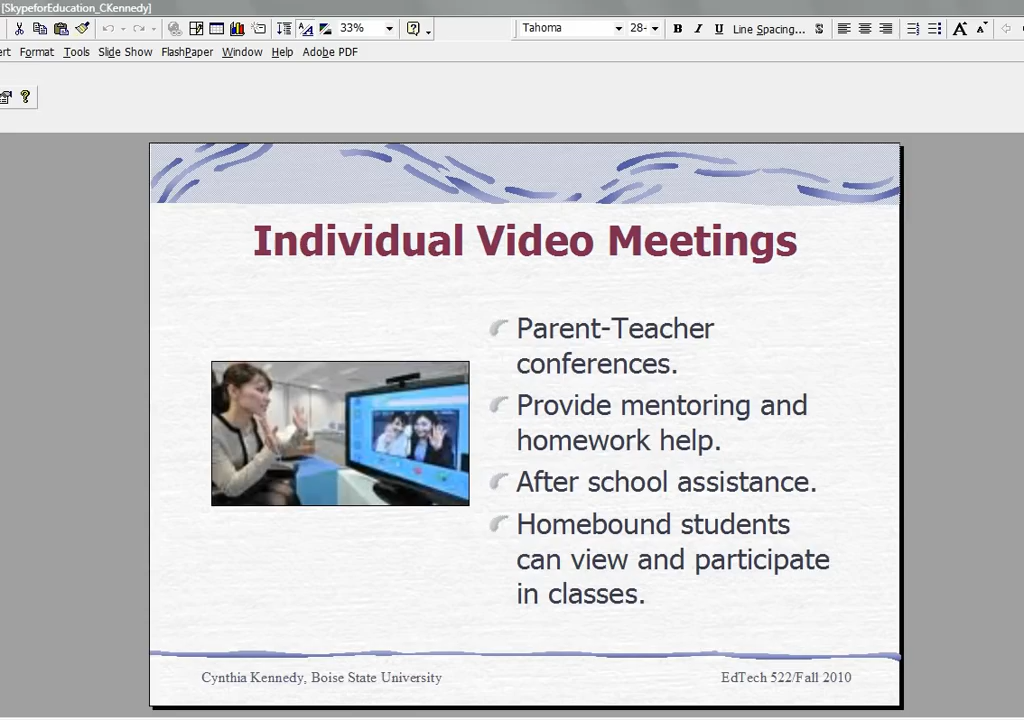 [SkypeforEducation_CKennedy]
33%
Tahoma
28
B I U Line Spacing... S
A A
Format Tools Slide Show FlashPaper Window Help Adobe PDF
Individual Video Meetings
Parent-Teacher
conferences.
Provide mentoring and
homework help.
After school assistance.
Homebound students
can view and participate
in classes.
Cynthia Kennedy, Boise State University
EdTech 522/Fall 2010